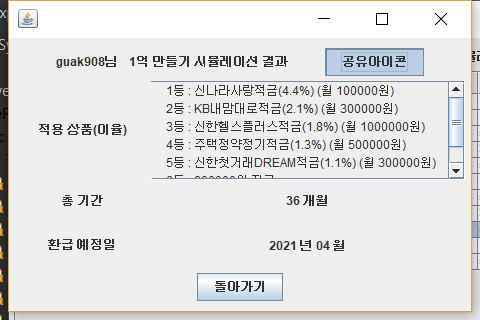 guak908님 1억 만들기 시뮬레이션 결과 공유아이콘
적용 상품(이율)
1등 : 신나라사랑적금(4.4%) (월 100000원)
2등 : KB내맘대로적금(2.1%) (월 300000원)
3등 : 신한헬스플러스적금(1.8%) (월 1000000원)
4등 : 주택청약정기적금(1.3%) (월 500000원)
5등 : 신한첫거래DREAM적금(1.1%) (월 300000원)
총 기간 36 개월
환급 예정일 2021 년 04 월
돌아가기